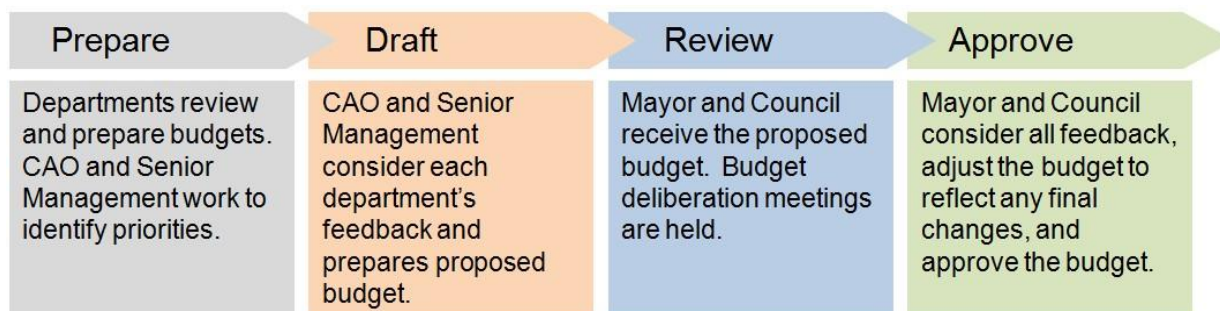 Prepare
Draft
Review
Approve
Departments review
and prepare budgets.
CAO and Senior
Management work to
identify priorities.
CAO and Senior
Management
consider each
department's
feedback and
prepares proposed
budget.
Mayor and Council
receive the proposed
budget.  Budget
deliberation meetings
are held.
Mayor and Council
consider all feedback,
adjust the budget to
reflect any final
changes, and
approve the budget.